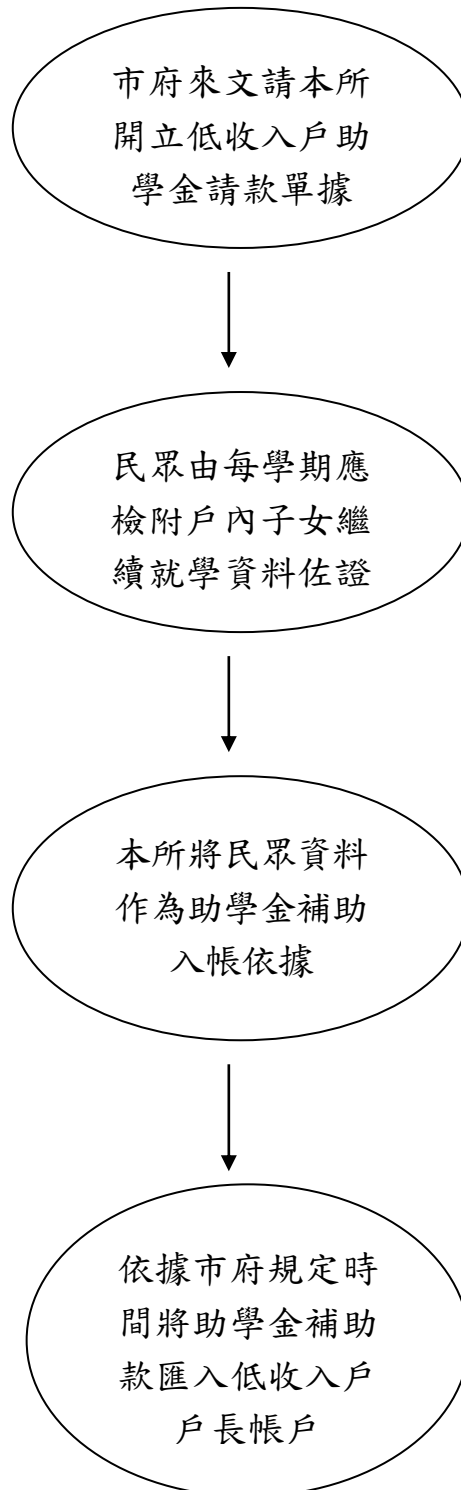 市府來文請本所
開立低收入戶助
學金請款單據
民眾由每學期應
檢附戶內子女繼
續就學資料佐證
本所將民眾資料
作為助學金補助
入帳依據
依據市府規定時
間將助學金補助
款匯入低收入戶
戶長帳戶